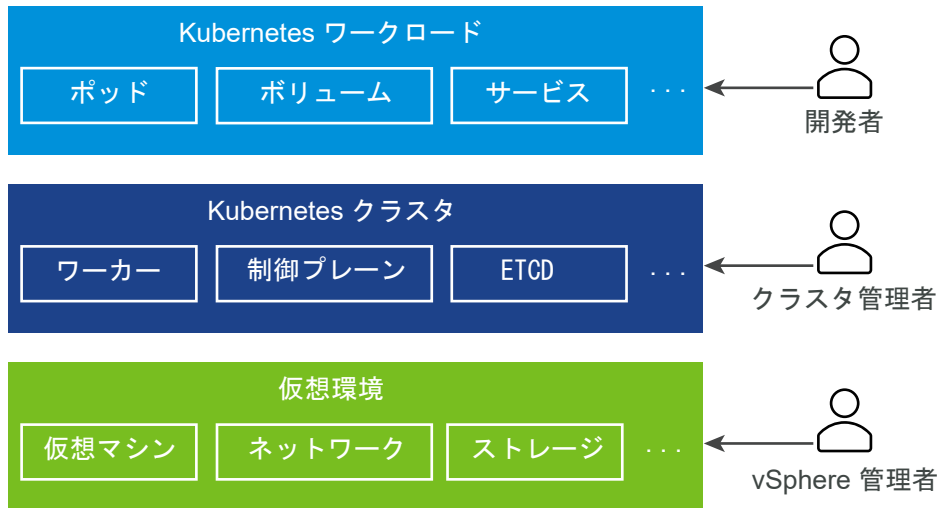 Kubernetes ワークロード
ポッド
ボリューム
サービス
. . .
開発者
Kubernetes クラスタ
ワーカー
制御プレーン
ETCD
. . .
クラスタ管理者
仮想環境
仮想マシン
ネットワーク
ストレージ
. . .
vSphere 管理者